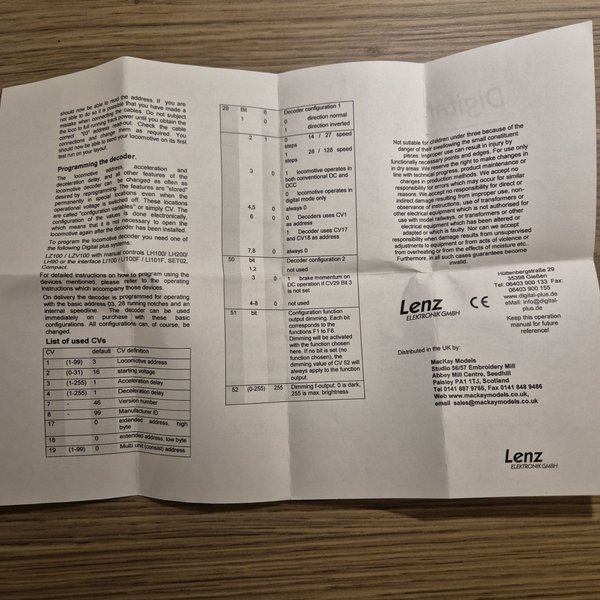 should now be able to read the address. If you are
not able to do so it is possible that you have made a
mistake when connecting the cables. Do not subject
the loco to full running track power until you obtain the
correct "03" address read-out. Check the cable
connections and change them as required. You
should now be able to send your locomotive on its first
test run on your layout.
Programming the decoder.
The locomotive address, acceleration and
deceleration delay, and all other features of the
locomotive decoder can be changed as often as
desired by reprogramming. The features are "stored"
permanently in special locations even when the
operational voltage is switched off. These locations
are called "configuration variables" or simply CV. The
configuration of the values is done electronically,
which means that it is not necessary to open the
locomotive again after the decoder has been installed.
To program the locomotive decoder you need one of
the following Digital plus systems:
LZ100 / LZV100 with manual controls LH100/ LH200/
LH90 or the interface LI100 / LI100F / LI101F, SET02,
Compact.
For detailed instructions on how to program using the
devices mentioned, please refer to the operating
instructions which accompany those devices.
On delivery the decoder is programmed for operating
with the basic address 03, 28 running notches and an
internal speedline. The decoder can be used
immediately on purchase with these basic
configurations. All configurations can, of course, be
changed.
List of used CVs
CV default CV definition
1 (1-99) 3 Locomotive address
2 (0-31) 16 starting voltage
3 (1-255) 1 Acceleration delay
4 (1-255) 1 Deceleration delay
7 - 46 Version number
8 - 99 Manufacturer ID
17 0 extended address, high
byte
18 0 extended address, low byte
19 (1-99) 0 Multi unit (consist) address
29 Bit 6 Decoder configuration 1
1 0 0 direction normal
1 direction inverted
2 1 0 14 / 27 speed
steps
1 28 / 128 speed
steps
3 0 1 locomotive operates in
both conventional DC and
DCC
0 locomotive operates in
digital mode only
4,5 0 always 0
6 0 0 Decoders uses CV1
as address
1 Decoder uses CV17
and CV18 as address
7,8 0 always 0
50 bit Decoder configuration 2
1,2 not used
3 0 1 brake momentum on
DC operation if CV29 Bit 3
is not set
4-8 0 not used
51 bit Configuration function
output dimming. Each bit
corresponds to the
functions F1 to F8.
Dimming will be activated
with the function chosen
here. If no bit is set (no
function chosen), the
dimming value of CV 52 will
always apply to the function
output.
52 (0-255) 255 Dimming f-output. 0 is dark,
255 is max. brightness
Not suitable for children under three because of the
danger of their swallowing the small constituent
pieces. Improper use can result in injury by
functionally necessary points and edges. For use only
in dry areas. We reserve the right to make changes in
line with technical progress, product maintenance or
changes in production methods. We accept no
responsibility for errors which may occur for similar
reasons. We accept no responsibility for direct or
indirect damage resulting from improper use, non-
observance of instructions, use of transformers or
other electrical equipment which is not authorised for
use with model railways, or transformers or other
electrical equipment which has been altered or
adapted or which is faulty. Nor can we accept
responsibility when damage results from unsupervised
adjustments to equipment or from acts of violence or
from overheating or from the effects of moisture etc..
Furthermore, in all such cases guarantees become
invalid.
Hüttenbergstraße 29
35398 Gießen
Tel: 06403 900 133 Fax:
06403 900 155
www.digital-plus.de
eMail: info@digital-
plus.de
Keep this operation
manual for future
reference!
Lenz
ELEKTRONIK GMBH
CE
Distributed in the UK by:
MacKay Models
Studio 56/57 Embroidery Mill
Abbey Mill Centre, Seedhill
Paisley PA1 1TJ, Scotland
Tel 0141 887 9766, Fax 0141 848 9486
Web www.mackaymodels.co.uk,
email sales@mackaymodels.co.uk
Lenz
ELEKTRONIK GMBH